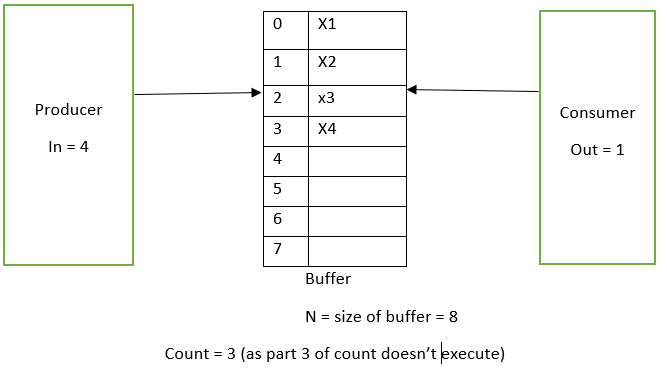 0 X1
1 X2
2 x3
3 X4
4
5
6
7
Producer
In = 4
Consumer
Out = 1
Buffer
N = size of buffer = 8
Count = 3 (as part 3 of count doesn’t execute)